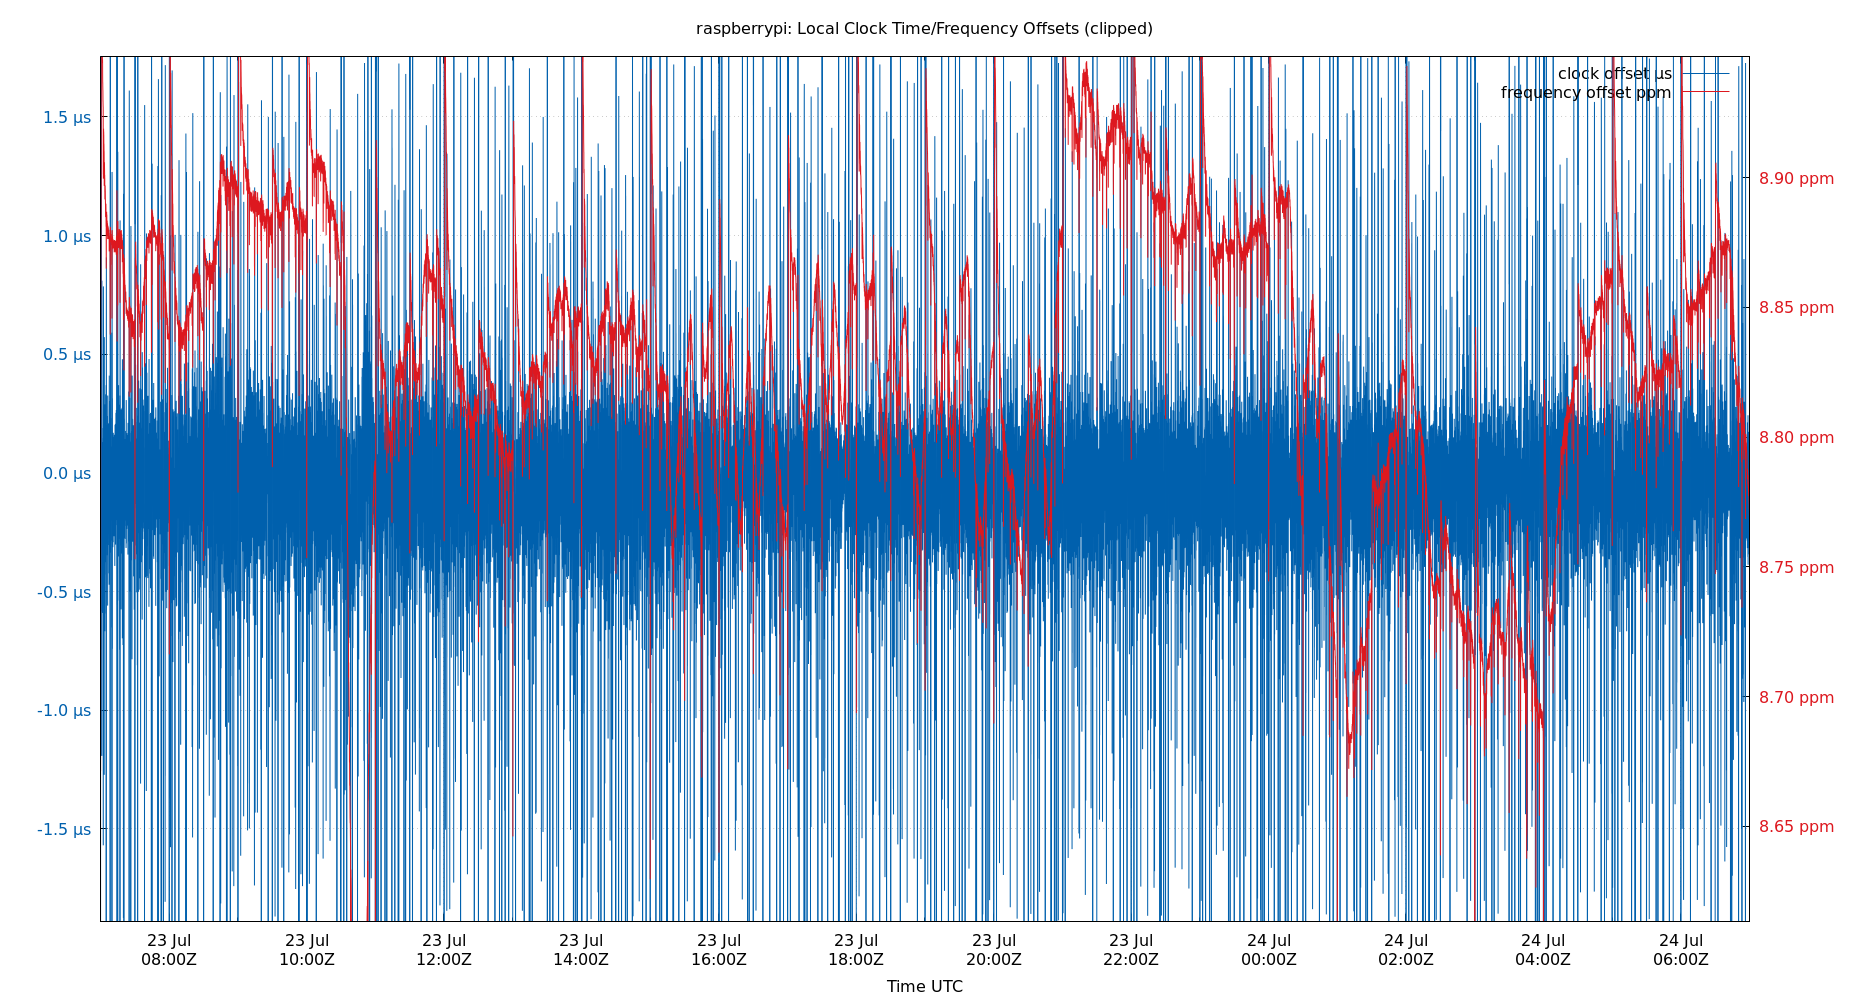 raspberrypi: Local Clock Time/Frequency Offsets (clipped)
clock offset µs
frequency offset ppm
1.5 µs
1.0 µs
0.5 µs
0.0 µs
-0.5 µs
-1.0 µs
-1.5 µs
8.90 ppm
8.85 ppm
8.80 ppm
8.75 ppm
8.70 ppm
8.65 ppm
23 Jul
08:00Z
23 Jul
10:00Z
23 Jul
12:00Z
23 Jul
14:00Z
23 Jul
16:00Z
23 Jul
18:00Z
23 Jul
20:00Z
23 Jul
22:00Z
24 Jul
00:00Z
24 Jul
02:00Z
24 Jul
04:00Z
24 Jul
06:00Z
Time UTC